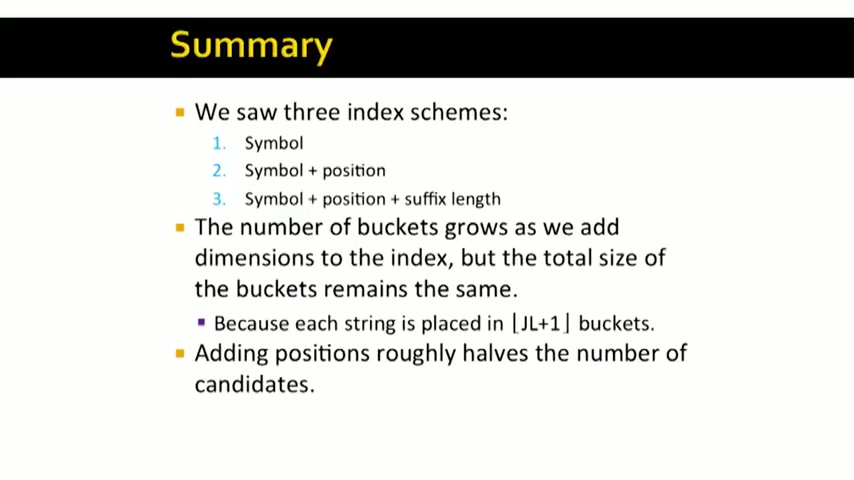 Summary
▪ We saw three index schemes:
1. Symbol
2. Symbol + position
3. Symbol + position + suffix length
▪ The number of buckets grows as we add
dimensions to the index, but the total size of
the buckets remains the same.
▪ Because each string is placed in ⌊JL+1⌋ buckets.
▪ Adding positions roughly halves the number of
candidates.